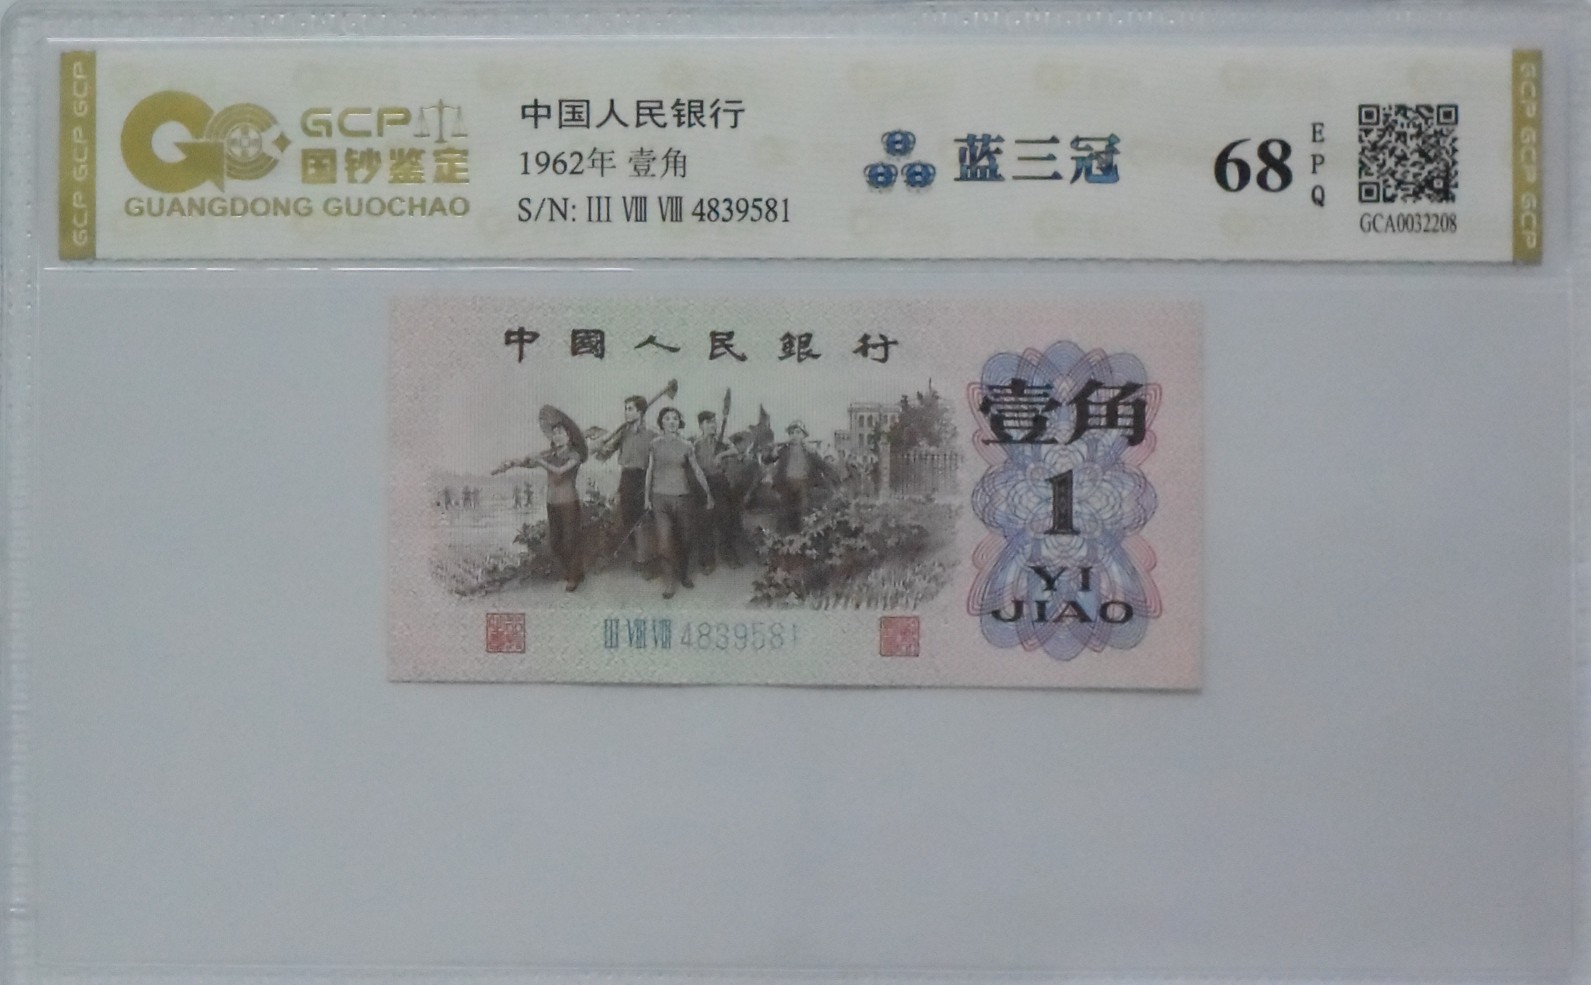 GCP GCP GCP
GCP
国钞鉴定
GUANGDONG GUOCHAO
中国人民银行
1962年 壹角
S/N: III VIII VIII 4839581
蓝三冠
68
EPQ
GCA0032208
GCP GCP GCP
中國人民銀行
壹角
1
YI
JIAO
III VIII VIII 4839581